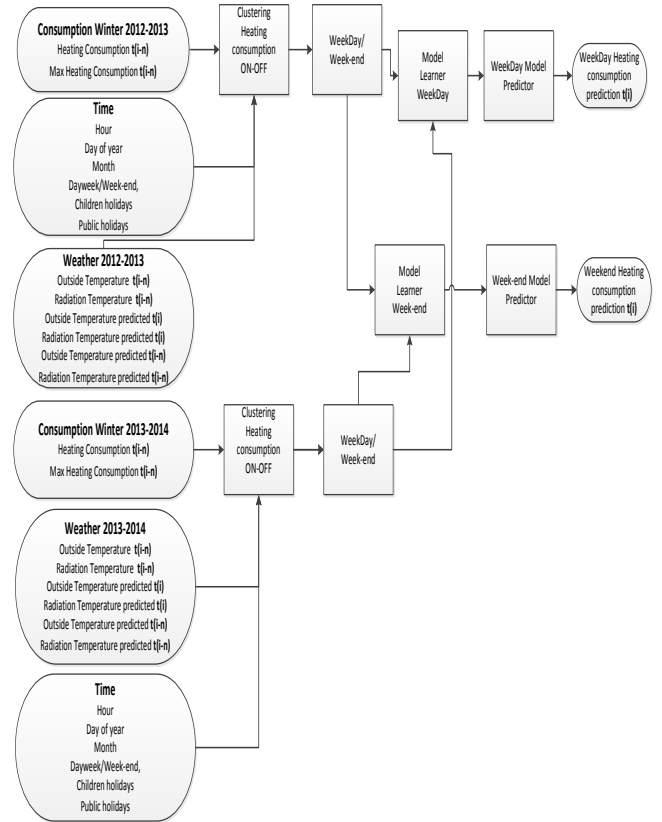 Consumption Winter 2012-2013
Heating Consumption t(i-n)
Max Heating Consumption t(i-n)
Clustering
Heating
consumption
ON-OFF
WeekDay/
Week-end
Model
Learner
WeekDay
WeekDay Model
Predictor
WeekDay Heating
consumption
prediction t(i)
Time
Hour
Day of year
Month
Dayweek/Week-end,
Children holidays
Public holidays
Weather 2012-2013
Outside Temperature t(i-n)
Radiation Temperature t(i-n)
Outside Temperature predicted t(i)
Radiation Temperature predicted t(i)
Outside Temperature predicted t(i-n)
Radiation Temperature predicted t(i-n)
Model
Learner
Week-end
Week-end Model
Predictor
Weekend Heating
consumption
prediction t(i)
Consumption Winter 2013-2014
Heating Consumption t(i-n)
Max Heating Consumption t(i-n)
Clustering
Heating
consumption
ON-OFF
WeekDay/
Week-end
Weather 2013-2014
Outside Temperature t(i-n)
Radiation Temperature t(i-n)
Outside Temperature predicted t(i)
Radiation Temperature predicted t(i)
Outside Temperature predicted t(i-n)
Radiation Temperature predicted t(i-n)
Time
Hour
Day of year
Month
Dayweek/Week-end,
Children holidays
Public holidays